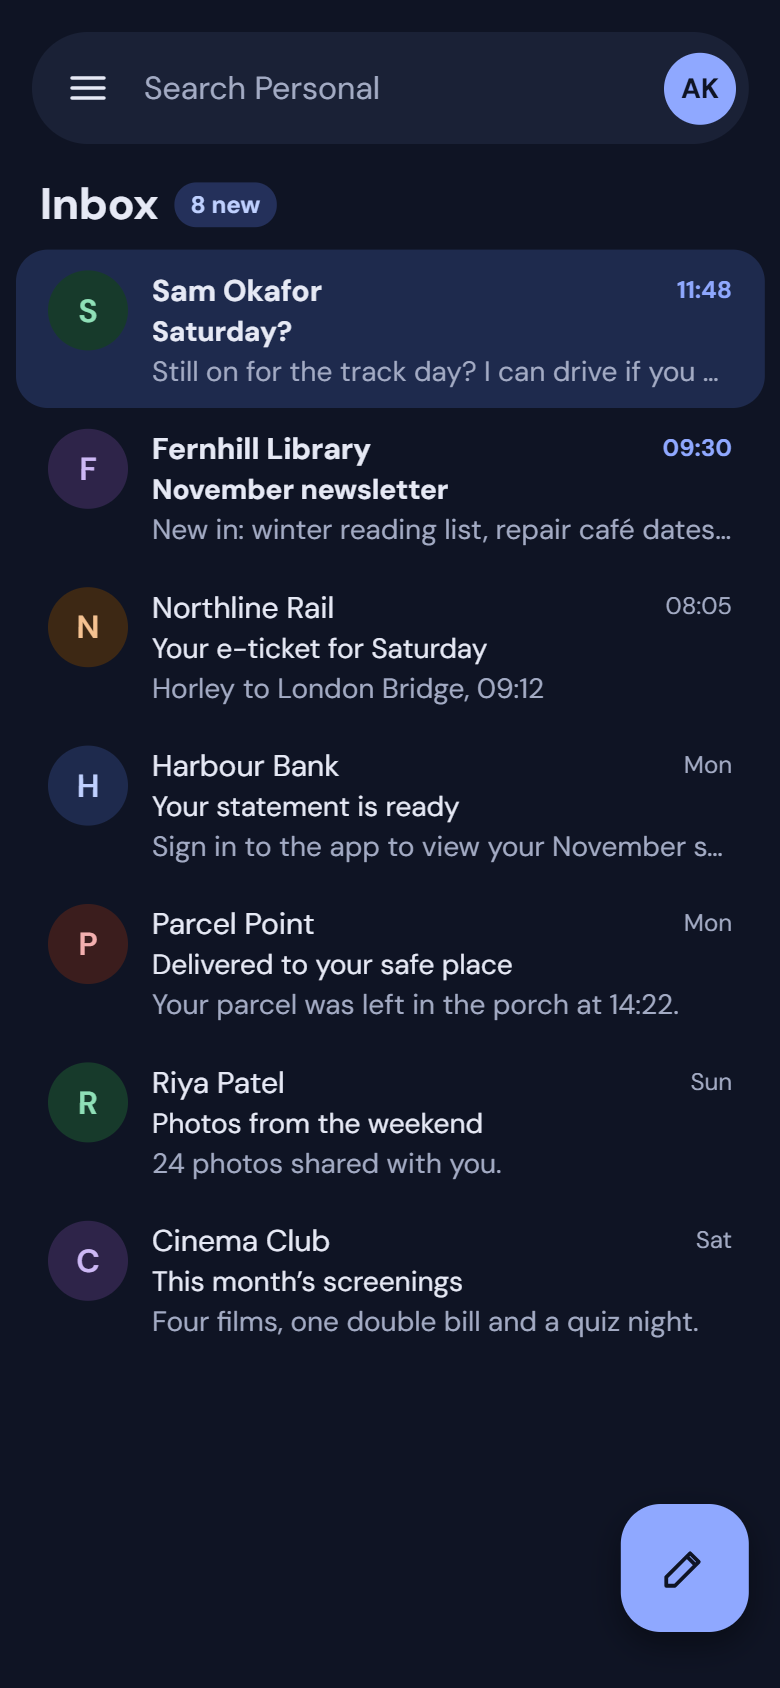 Search Personal
AK
Inbox
8 new
S
Sam Okafor
11:48
Saturday?
Still on for the track day? I can drive if you ...
F
Fernhill Library
09:30
November newsletter
New in: winter reading list, repair café dates...
N
Northline Rail
08:05
Your e-ticket for Saturday
Horley to London Bridge, 09:12
H
Harbour Bank
Mon
Your statement is ready
Sign in to the app to view your November s...
P
Parcel Point
Mon
Delivered to your safe place
Your parcel was left in the porch at 14:22.
R
Riya Patel
Sun
Photos from the weekend
24 photos shared with you.
C
Cinema Club
Sat
This month’s screenings
Four films, one double bill and a quiz night.